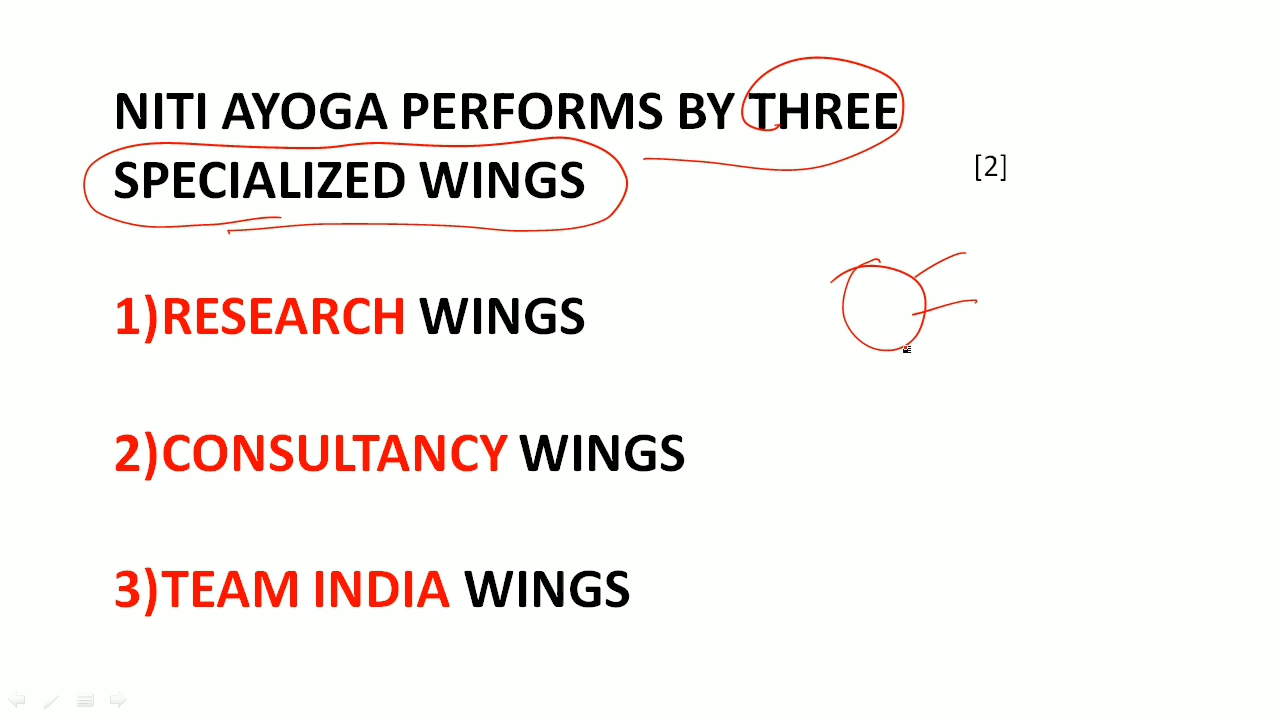 NITI AYOGA PERFORMS BY THREE
SPECIALIZED WINGS
[2]
1)RESEARCH WINGS
2)CONSULTANCY WINGS
3)TEAM INDIA WINGS